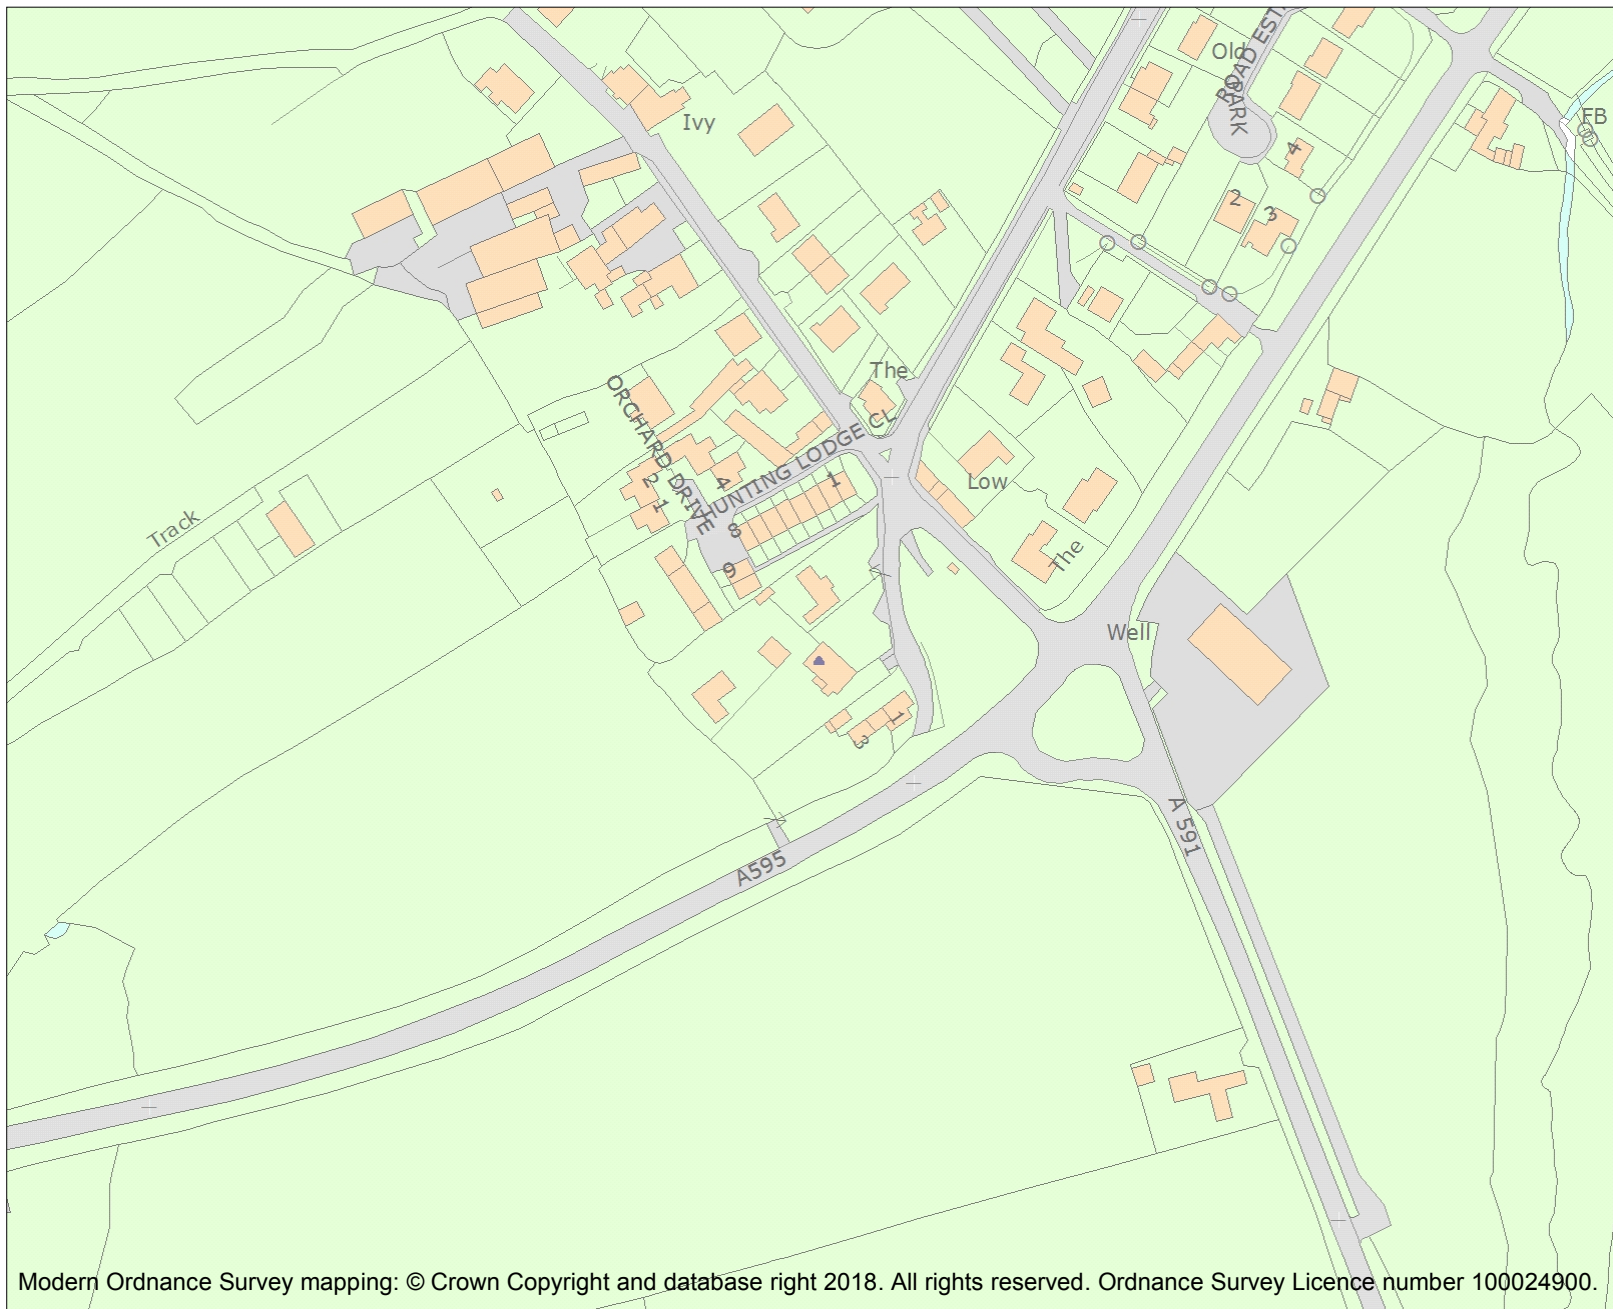 Old
ROAD EST
PARK
FB
Ivy
4
2
3
The
ORCHARD DRIVE
HUNTING LODGE CL
4
2
1
1
8
9
Low
Track
The
Well
1
3
A 591
A595
Modern Ordnance Survey mapping: © Crown Copyright and database right 2018. All rights reserved. Ordnance Survey Licence number 100024900.